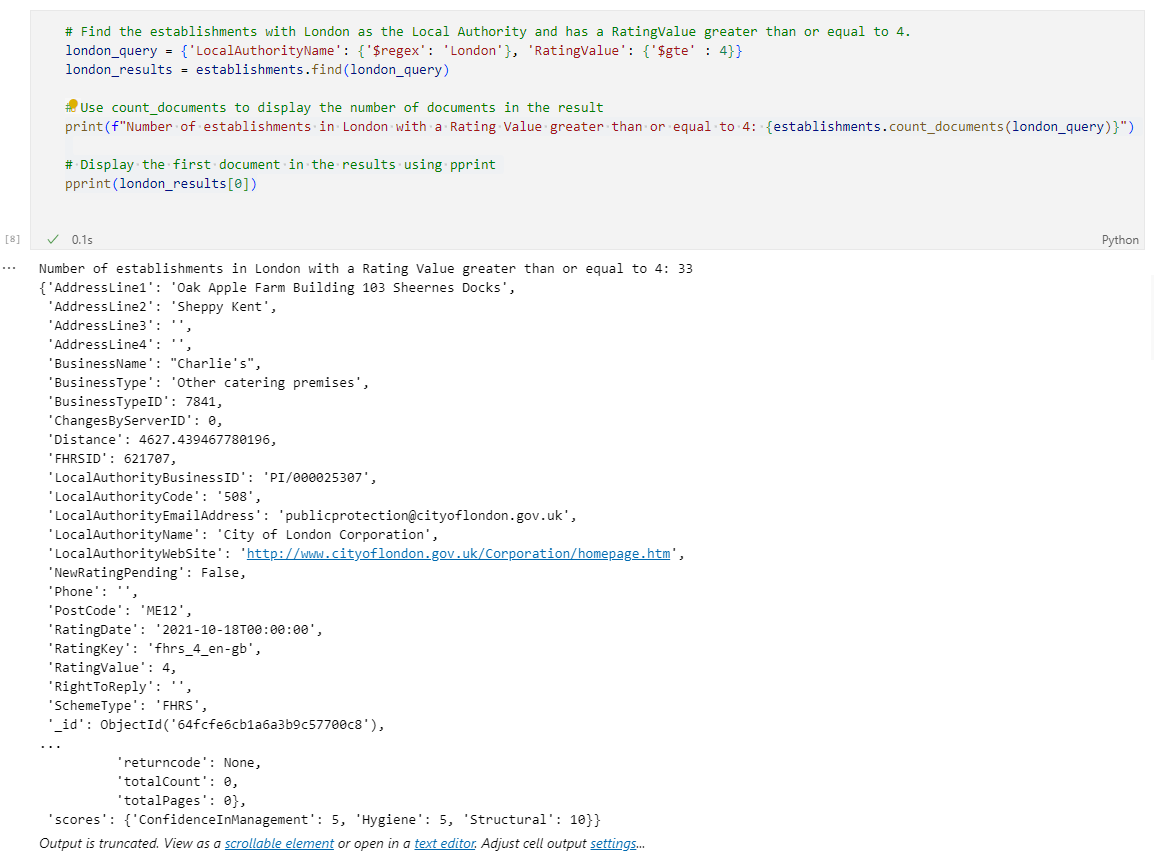 # Find the establishments with London as the Local Authority and has a RatingValue greater than or equal to 4.
london_query = {'LocalAuthorityName': {'$regex': 'London'}, 'RatingValue': {'$gte' : 4}}
london_results = establishments.find(london_query)
# Use count_documents to display the number of documents in the result
print(f"Number of establishments in London with a Rating Value greater than or equal to 4: {establishments.count_documents(london_query)}")
# Display the first document in the results using pprint
pprint(london_results[0])
[8] ✓ 0.1s Python
... Number of establishments in London with a Rating Value greater than or equal to 4: 33
{'AddressLine1': 'Oak Apple Farm Building 103 Sheernes Docks',
'AddressLine2': 'Sheppy Kent',
'AddressLine3': '',
'AddressLine4': '',
'BusinessName': "Charlie's",
'BusinessType': 'Other catering premises',
'BusinessTypeID': 7841,
'ChangesByServerID': 0,
'Distance': 4627.439467780196,
'FHRSID': 621707,
'LocalAuthorityBusinessID': 'PI/000025307',
'LocalAuthorityCode': '508',
'LocalAuthorityEmailAddress': 'publicprotection@cityoflondon.gov.uk',
'LocalAuthorityName': 'City of London Corporation',
'LocalAuthorityWebSite': 'http://www.cityoflondon.gov.uk/Corporation/homepage.htm',
'NewRatingPending': False,
'Phone': '',
'PostCode': 'ME12',
'RatingDate': '2021-10-18T00:00:00',
'RatingKey': 'fhrs_4_en-gb',
'RatingValue': 4,
'RightToReply': '',
'SchemeType': 'FHRS',
'_id': ObjectId('64fcfe6cb1a6a3b9c57700c8'),
...
'returncode': None,
'totalCount': 0,
'totalPages': 0},
'scores': {'ConfidenceInManagement': 5, 'Hygiene': 5, 'Structural': 10}}
Output is truncated. View as a scrollable element or open in a text editor. Adjust cell output settings...